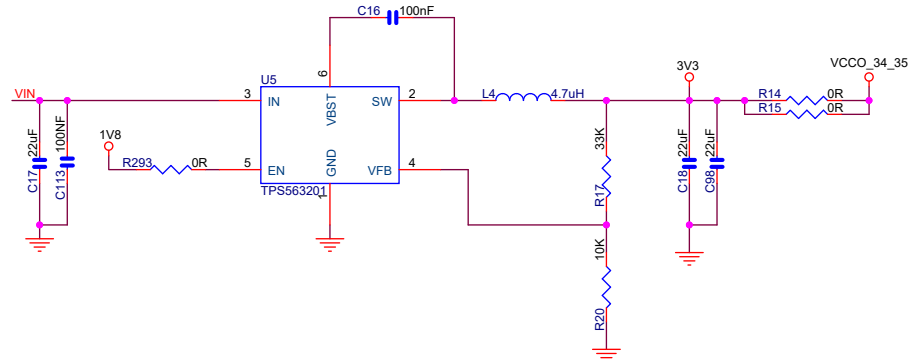 C16 100nF
3V3
VCCO_34_35
U5
6
VIN
3 IN
VBST
SW 2
L4 4.7uH
R14 0R
R15 0R
1V8
22uF
C17
100NF
C113
R293 0R
5 EN
GND
VFB 4
TPS563201
1
33K
R17
22uF
C18
22uF
C98
10K
R20